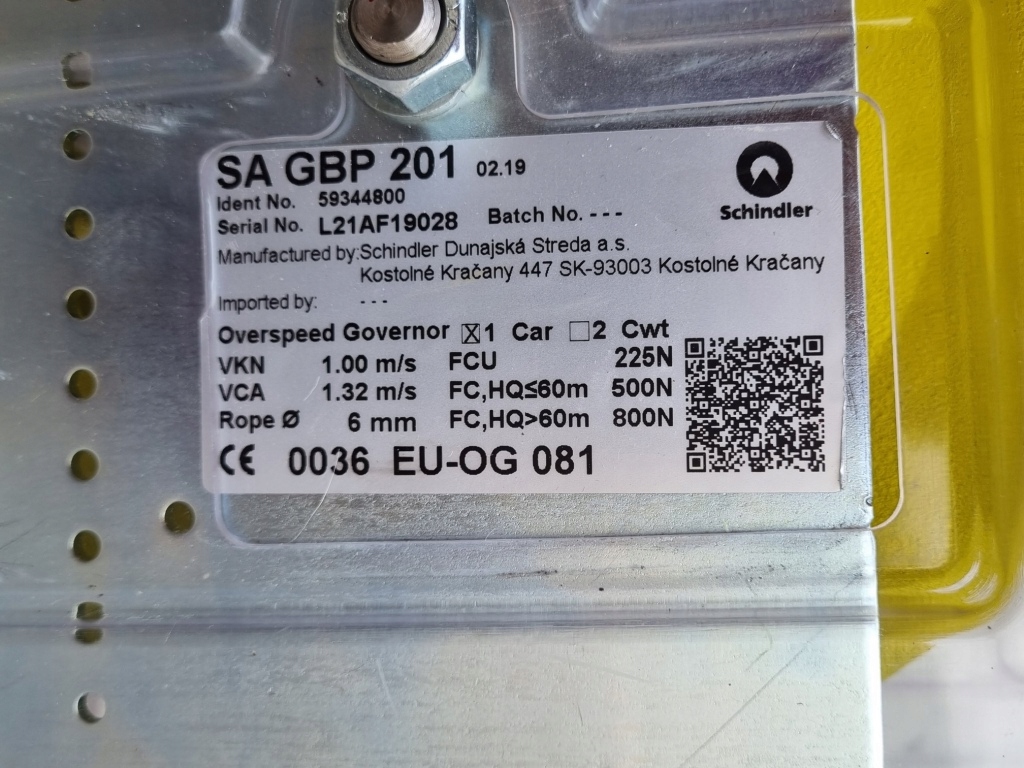 SA GBP 201 02.19
Schindler
Ident No. 59344800
Serial No. L21AF19028 Batch No. - - -
Manufactured by: Schindler Dunajská Streda a.s.
Kostolné Kračany 447 SK-93003 Kostolné Kračany
Imported by: - - -
Overspeed Governor ☒1 Car ☐2 Cwt
VKN 1.00 m/s FCU 225N
VCA 1.32 m/s FC,HQ≤60m 500N
Rope Ø 6 mm FC,HQ>60m 800N
CE 0036 EU-OG 081